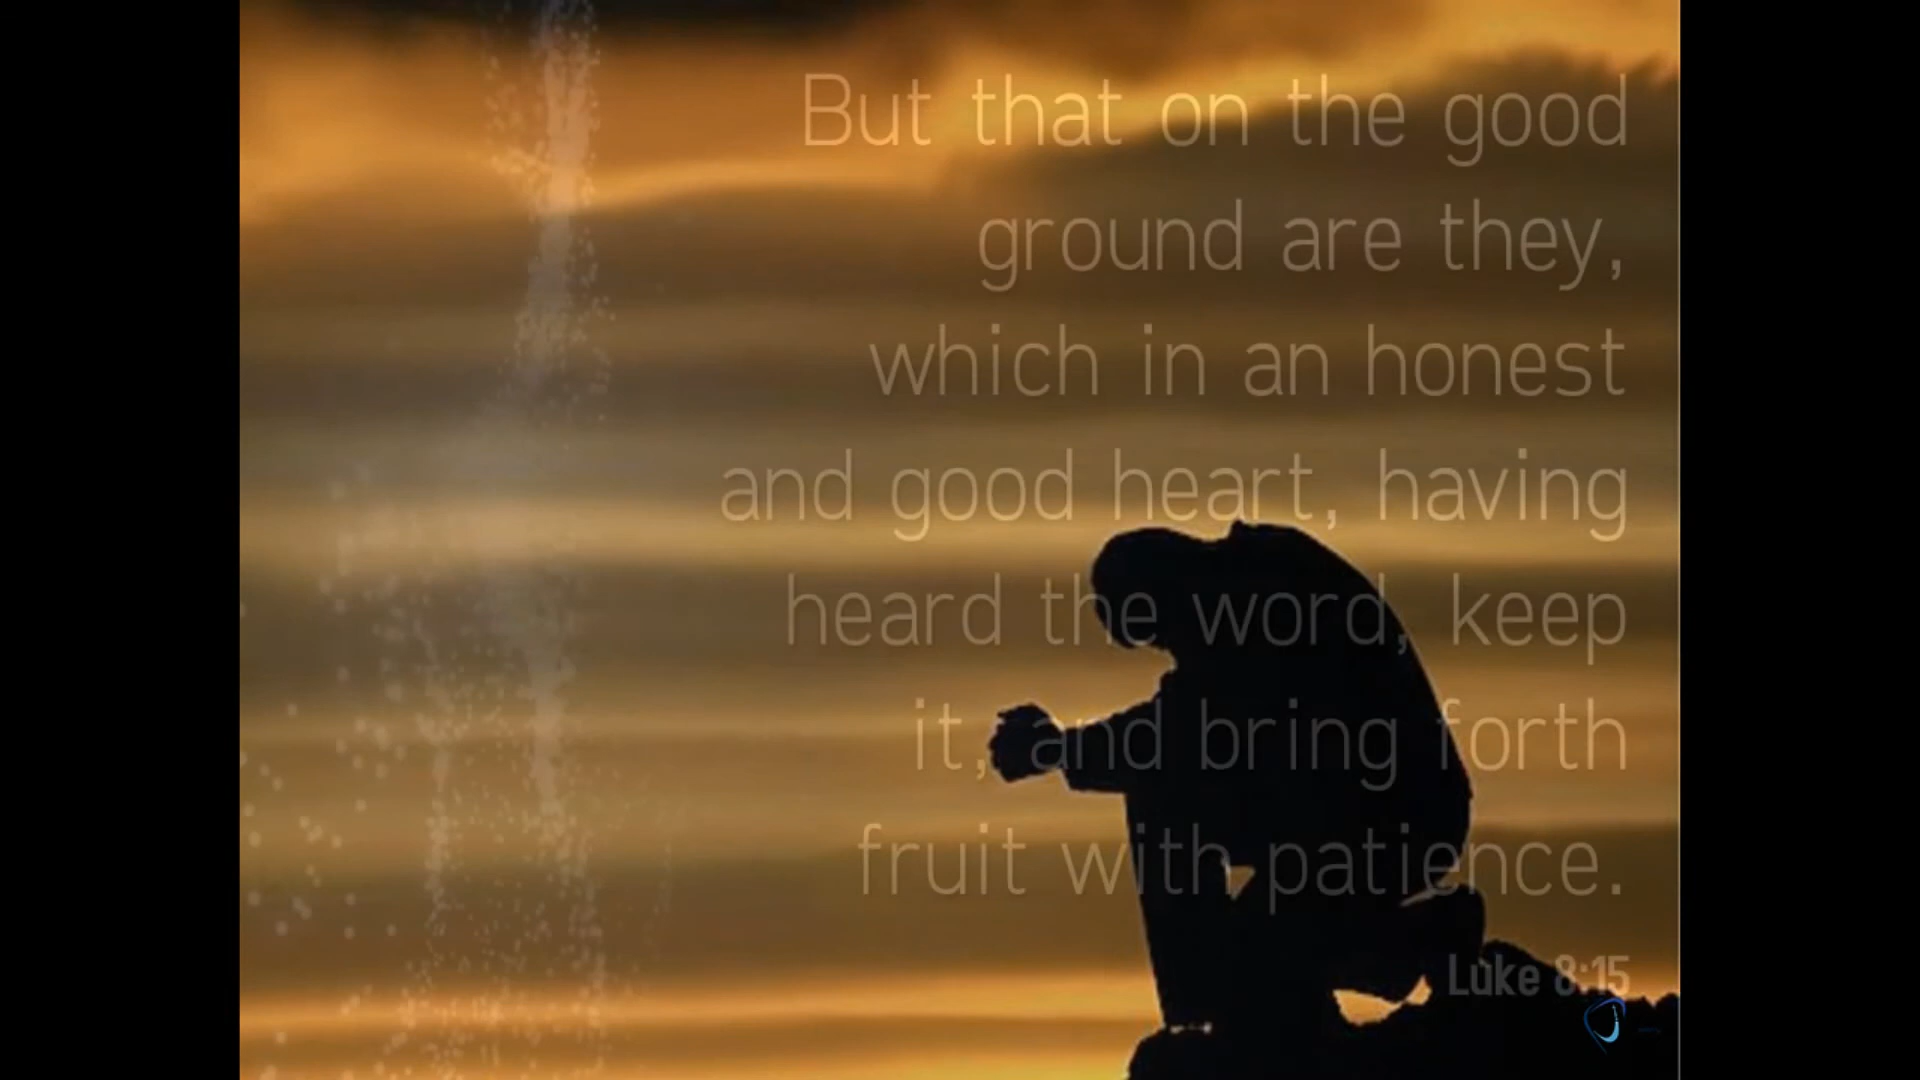 But that on the good
ground are they,
which in an honest
and good heart, having
heard the word, keep
it, and bring forth
fruit with patience.
Luke 8:15